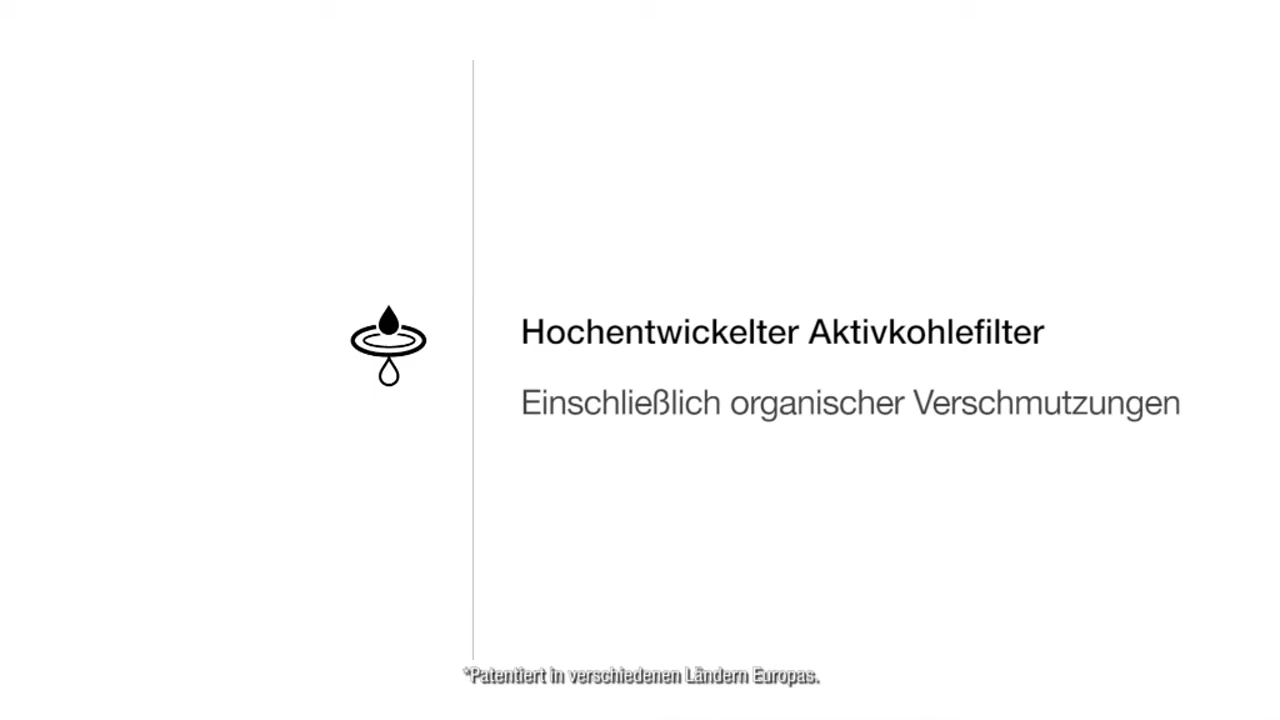 Hochentwickelter Aktivkohlefilter
Einschließlich organischer Verschmutzungen
*Patentiert in verschiedenen Ländern Europas.